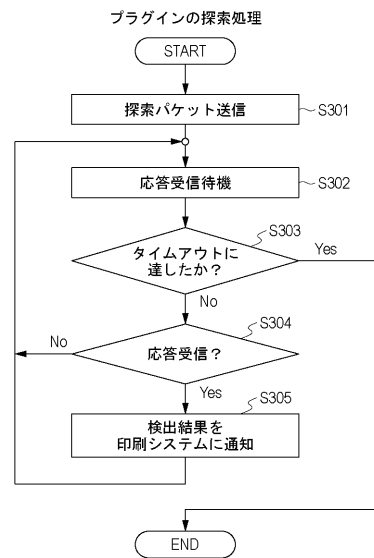 プラグインの探索処理
START
探索パケット送信
S301
応答受信待機
S302
S303
タイムアウトに
達したか？
Yes
No
S304
応答受信？
No
Yes
S305
検出結果を
印刷システムに通知
END